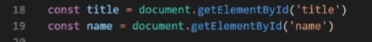 18 const title = document.getElementById('title')
19 const name = document.getElementById('name')